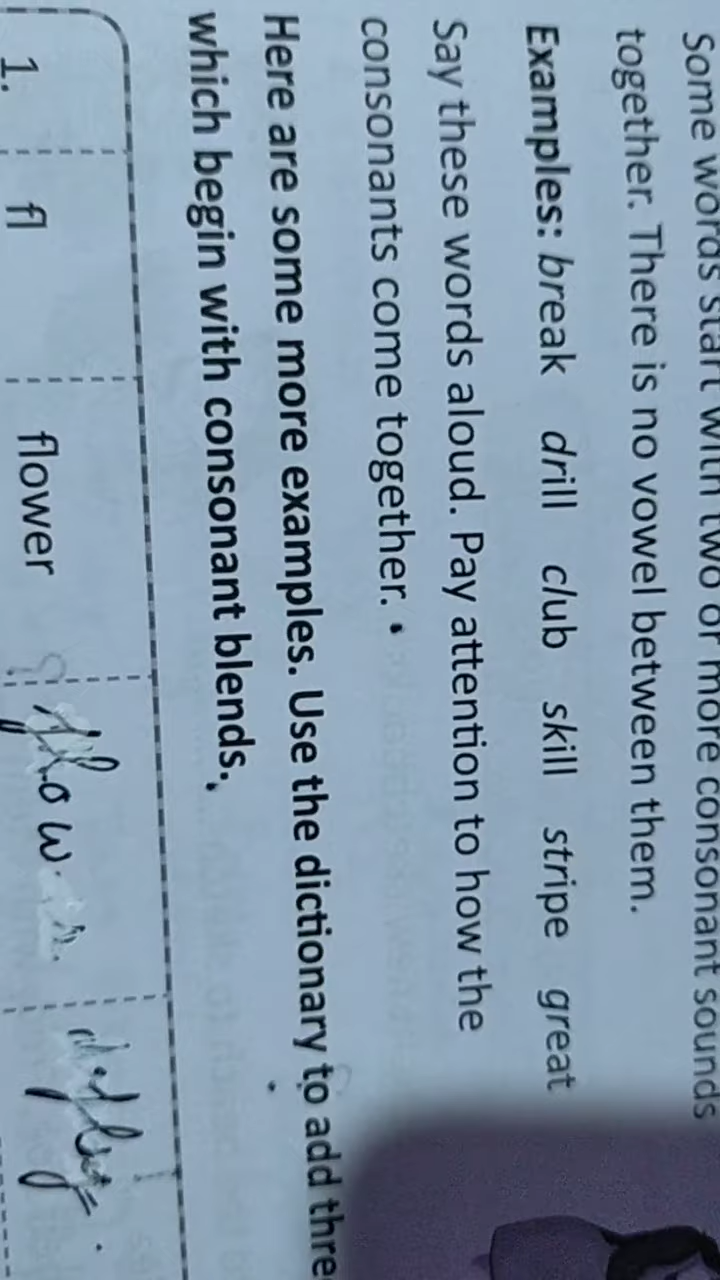 Some words start with two or more consonant sounds
together. There is no vowel between them.
Examples: break drill club skill stripe great
Say these words aloud. Pay attention to how the
consonants come together.
Here are some more examples. Use the dictionary to add thre
which begin with consonant blends.
1. fl flower flow